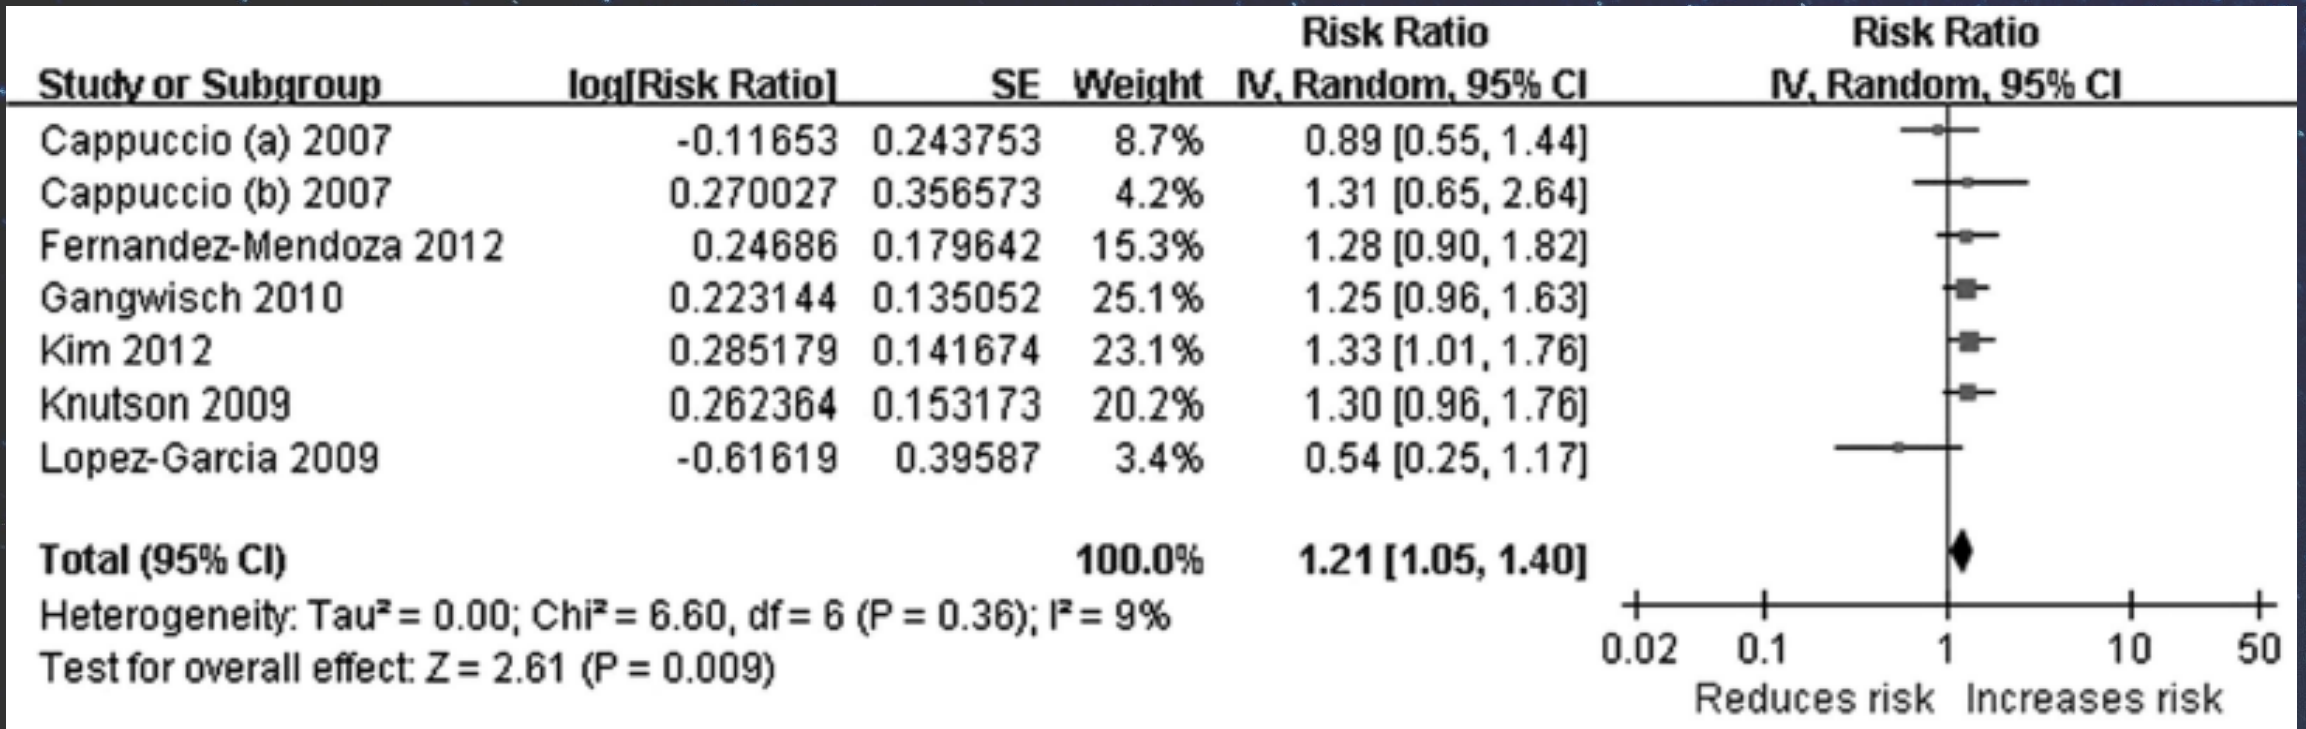 Risk Ratio Risk Ratio
Study or Subgroup log[Risk Ratio] SE Weight IV, Random, 95% CI IV, Random, 95% CI
Cappuccio (a) 2007 -0.11653 0.243753 8.7% 0.89 [0.55, 1.44]
Cappuccio (b) 2007 0.270027 0.356573 4.2% 1.31 [0.65, 2.64]
Fernandez-Mendoza 2012 0.24686 0.179642 15.3% 1.28 [0.90, 1.82]
Gangwisch 2010 0.223144 0.135052 25.1% 1.25 [0.96, 1.63]
Kim 2012 0.285179 0.141674 23.1% 1.33 [1.01, 1.76]
Knutson 2009 0.262364 0.153173 20.2% 1.30 [0.96, 1.76]
Lopez-Garcia 2009 -0.61619 0.39587 3.4% 0.54 [0.25, 1.17]
Total (95% CI) 100.0% 1.21 [1.05, 1.40]
Heterogeneity: Tau² = 0.00; Chi² = 6.60, df = 6 (P = 0.36); I² = 9%
Test for overall effect: Z = 2.61 (P = 0.009)
0.02 0.1 1 10 50
Reduces risk Increases risk